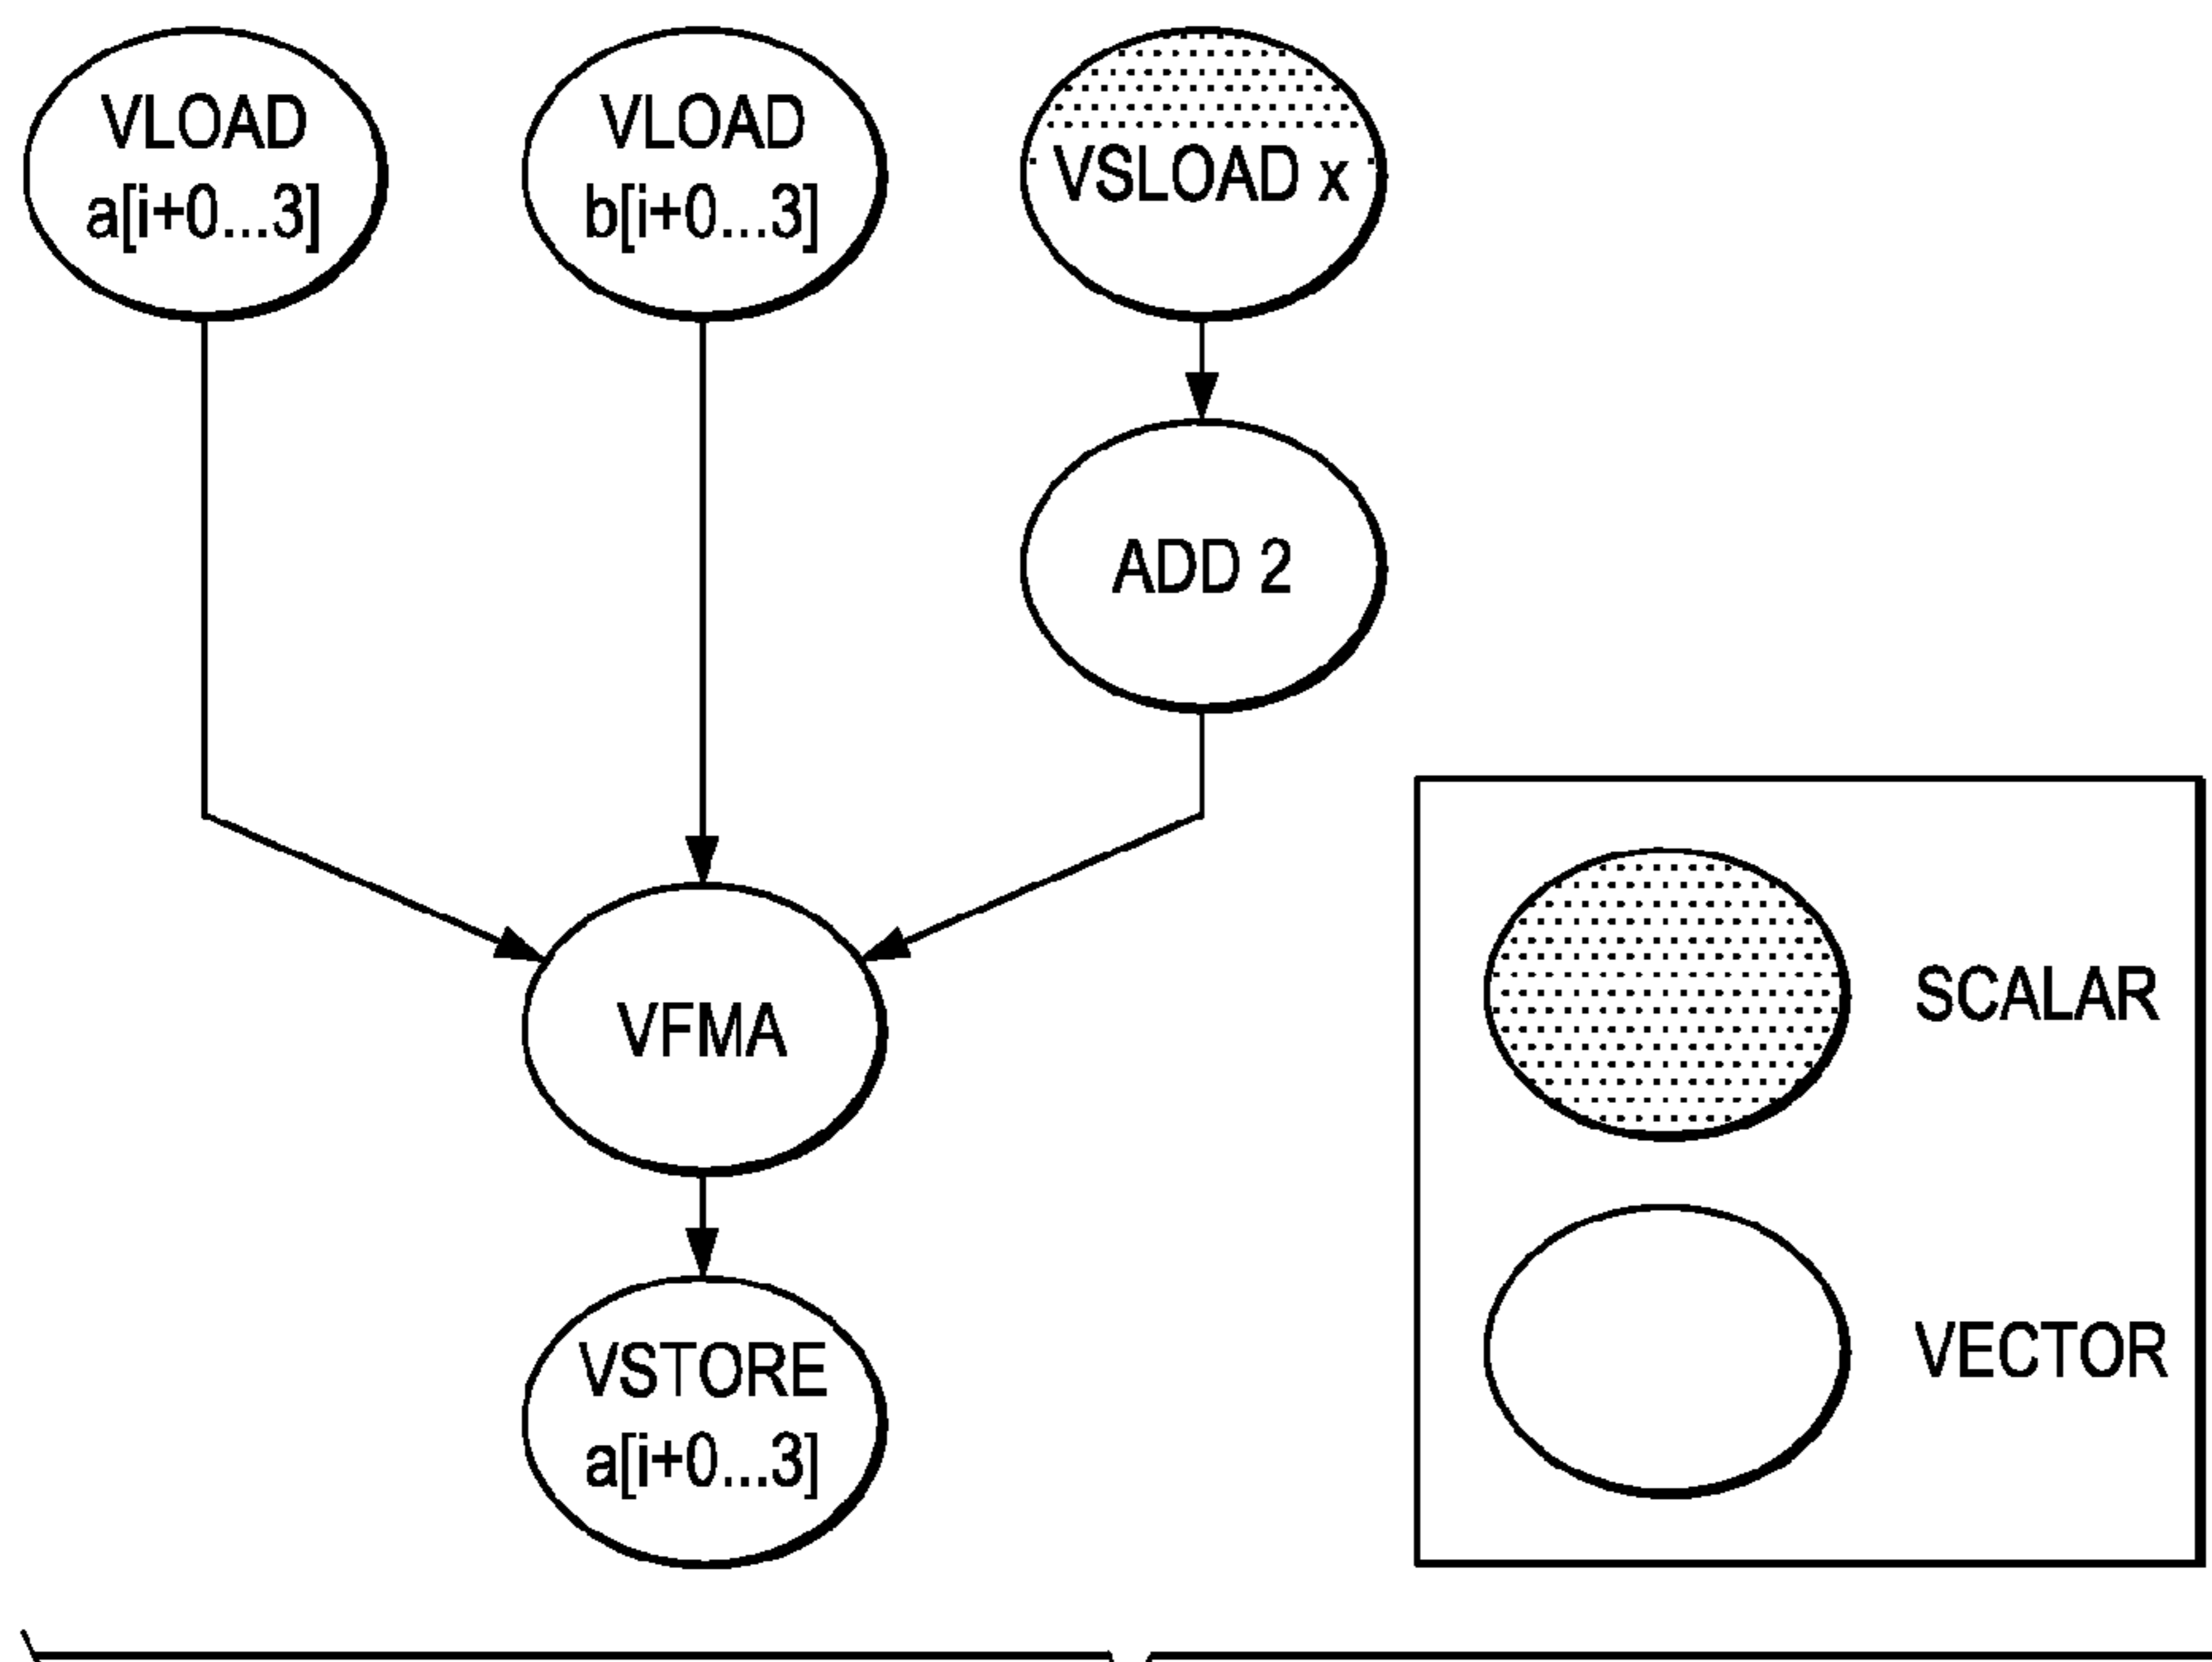 VLOAD
a[i+0...3]
VLOAD
b[i+0...3]
VSLOAD x
ADD 2
VFMA
VSTORE
a[i+0...3]
SCALAR
VECTOR